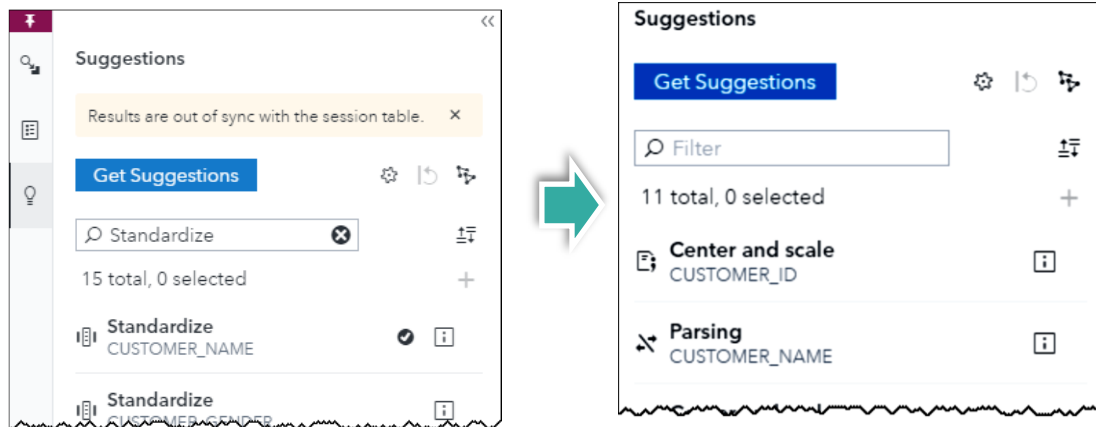 Suggestions
Results are out of sync with the session table.
Get Suggestions
Standardize
15 total, 0 selected
Standardize
CUSTOMER_NAME
Standardize
CUSTOMER_GENDER
Suggestions
Get Suggestions
Filter
11 total, 0 selected
Center and scale
CUSTOMER_ID
Parsing
CUSTOMER_NAME